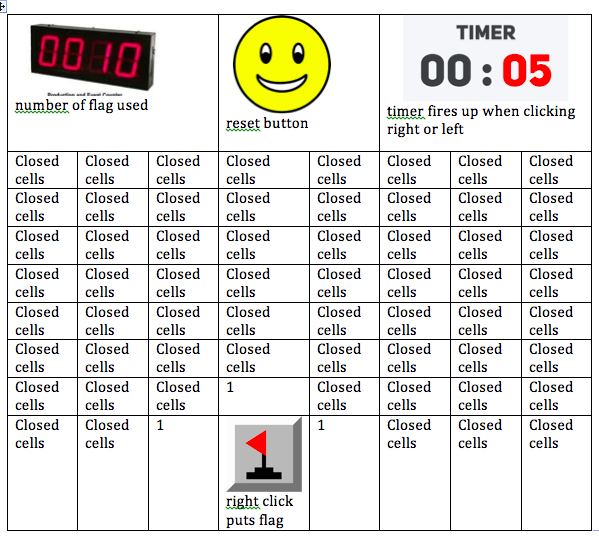 0010
Production and Event Counter
number of flag used
reset button
TIMER
00:05
timer fires up when clicking
right or left
Closed Closed Closed Closed Closed Closed Closed Closed
cells cells cells cells cells cells cells cells
Closed Closed Closed Closed Closed Closed Closed Closed
cells cells cells cells cells cells cells cells
Closed Closed Closed Closed Closed Closed Closed Closed
cells cells cells cells cells cells cells cells
Closed Closed Closed Closed Closed Closed Closed Closed
cells cells cells cells cells cells cells cells
Closed Closed Closed Closed Closed Closed Closed Closed
cells cells cells cells cells cells cells cells
Closed Closed Closed Closed Closed Closed Closed Closed
cells cells cells cells cells cells cells cells
Closed Closed Closed 1 Closed Closed Closed Closed
cells cells cells cells cells cells cells
Closed Closed 1 1 Closed Closed Closed
cells cells cells cells cells
right click
puts flag